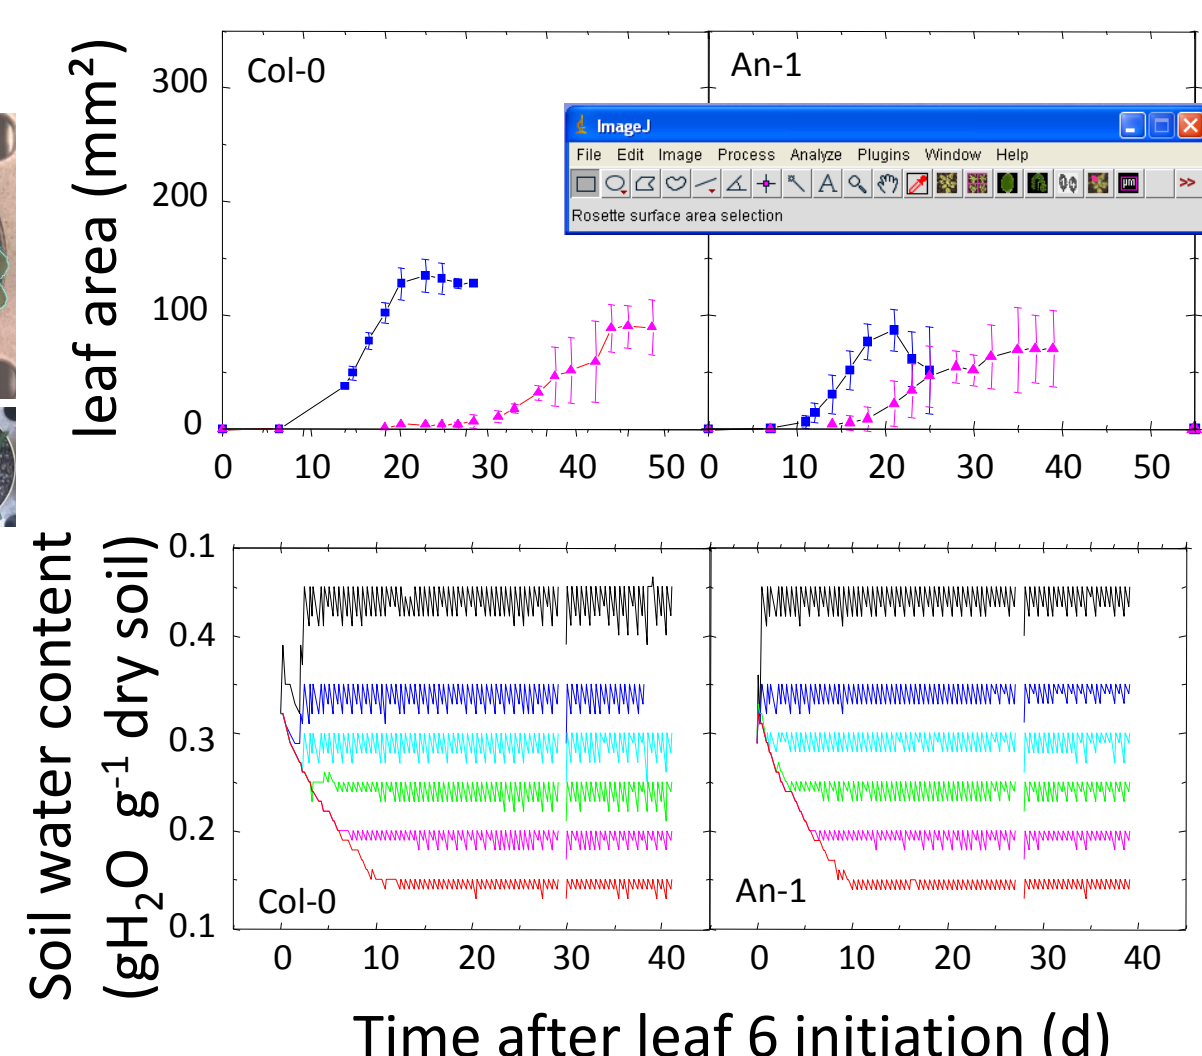 leaf area (mm²)
300
200
100
0
Col-0
An-1
ImageJ
File Edit Image Process Analyze Plugins Window Help
A µm >>
Rosette surface area selection
0 10 20 30 40 50 0 10 20 30 40 50
Soil water content
(gH₂O g⁻¹ dry soil)
0.1
0.4
0.3
0.2
0.1
Col-0
An-1
0 10 20 30 40 0 10 20 30 40
Time after leaf 6 initiation (d)